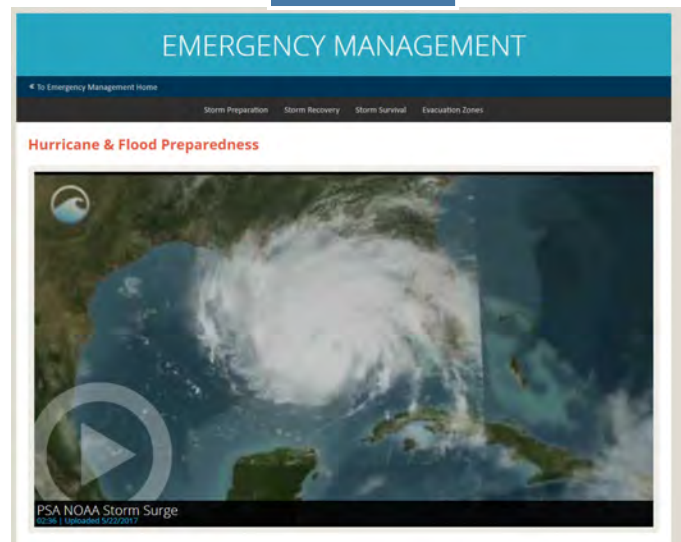 EMERGENCY MANAGEMENT
« To Emergency Management Home
Storm Preparation Storm Recovery Storm Survival Evacuation Zones
Hurricane & Flood Preparedness
PSA NOAA Storm Surge
02:36 | Uploaded 5/22/2017